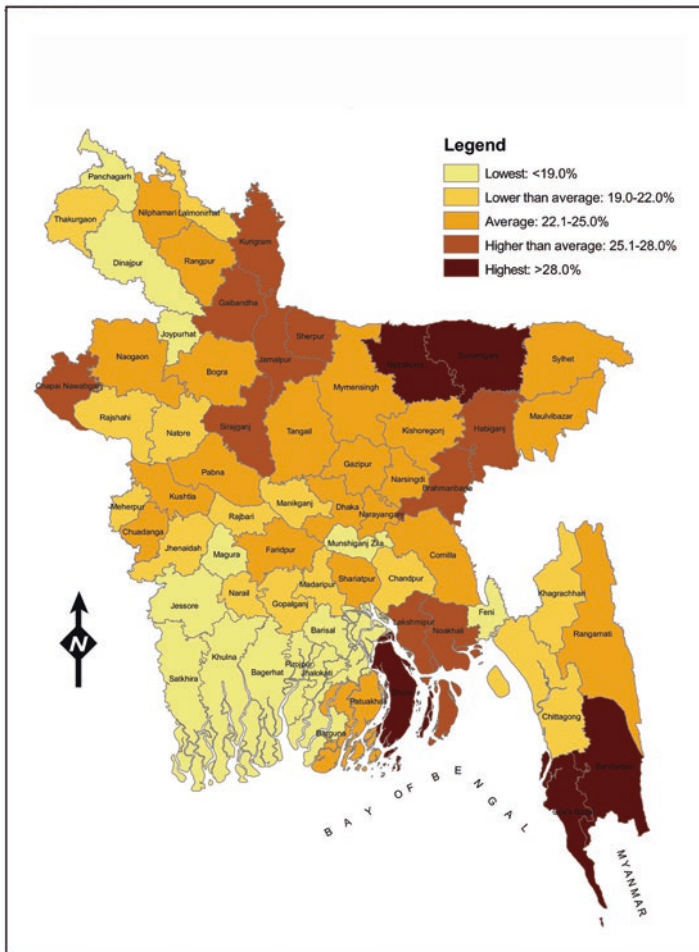 Legend
Lowest: <19.0%
Lower than average: 19.0-22.0%
Average: 22.1-25.0%
Higher than average: 25.1-28.0%
Highest: >28.0%
Panchagarh
Thakurgaon
Nilphamari
Lalmonirhat
Dinajpur
Rangpur
Kurigram
Gaibandha
Joypurhat
Sherpur
Jamalpur
Naogaon
Bogra
Chapai Nawabganj
Rajshahi
Natore
Sirajganj
Tangail
Mymensingh
Netrakona
Sunamganj
Sylhet
Maulvibazar
Habiganj
Kishoregonj
Gazipur
Narsingdi
Brahmanbaria
Pabna
Kushtia
Meherpur
Chuadanga
Rajbari
Manikganj
Dhaka
Narayanganj
Jhenaidah
Magura
Faridpur
Munshiganj Zila
Comilla
Narail
Gopalganj
Madaripur
Shariatpur
Chandpur
Jessore
Barisal
Lakshmipur
Noakhali
Feni
Khagrachhari
Rangamati
Satkhira
Khulna
Bagerhat
Pirojpur
Jhalokati
Patuakhali
Barguna
Chittagong
Bandarban
N
BAY OF BENGAL
MYANMAR